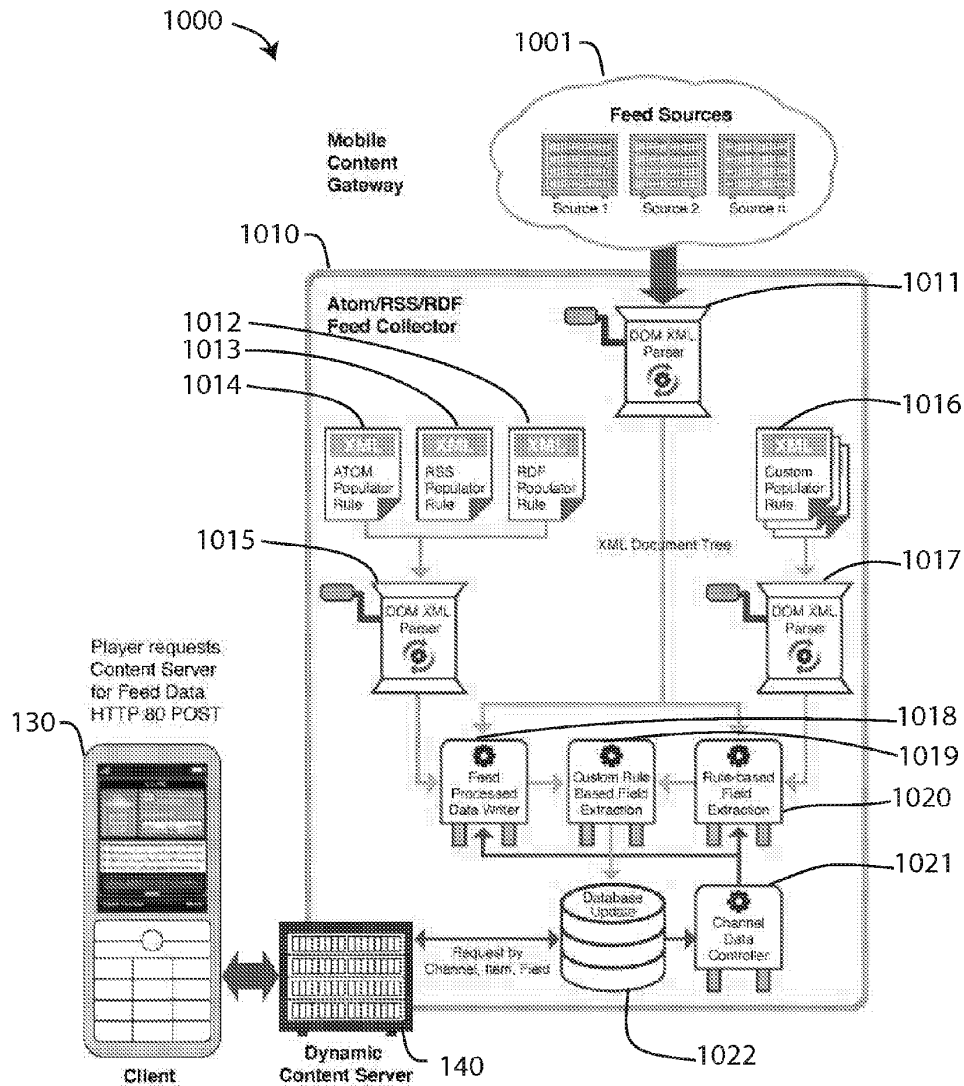 1000
1001
Feed Sources
Mobile
Content
Gateway
Source 1
Source 2
Source n
1010
Atom/RSS/RDF
Feed Collector
1011
DOM XML
Parser
1012
1013
1014
1016
XML
ATOM
Populator
Rule
XML
RSS
Populator
Rule
XML
RDF
Populator
Rule
XML
Custom
Populator
Rule
XML Document Tree
1015
1017
DOM XML
Parser
DOM XML
Parser
Player requests
Content Server
for Feed Data
HTTP:80 POST
130
1018
1019
1020
Feed
Processed
Data Writer
Custom Rule
Based Field
Extraction
Rule-based
Field
Extraction
1021
Database
Update
Channel
Data
Controller
Request by
Channel, Item, Field
1022
Client
Dynamic
Content Server
140